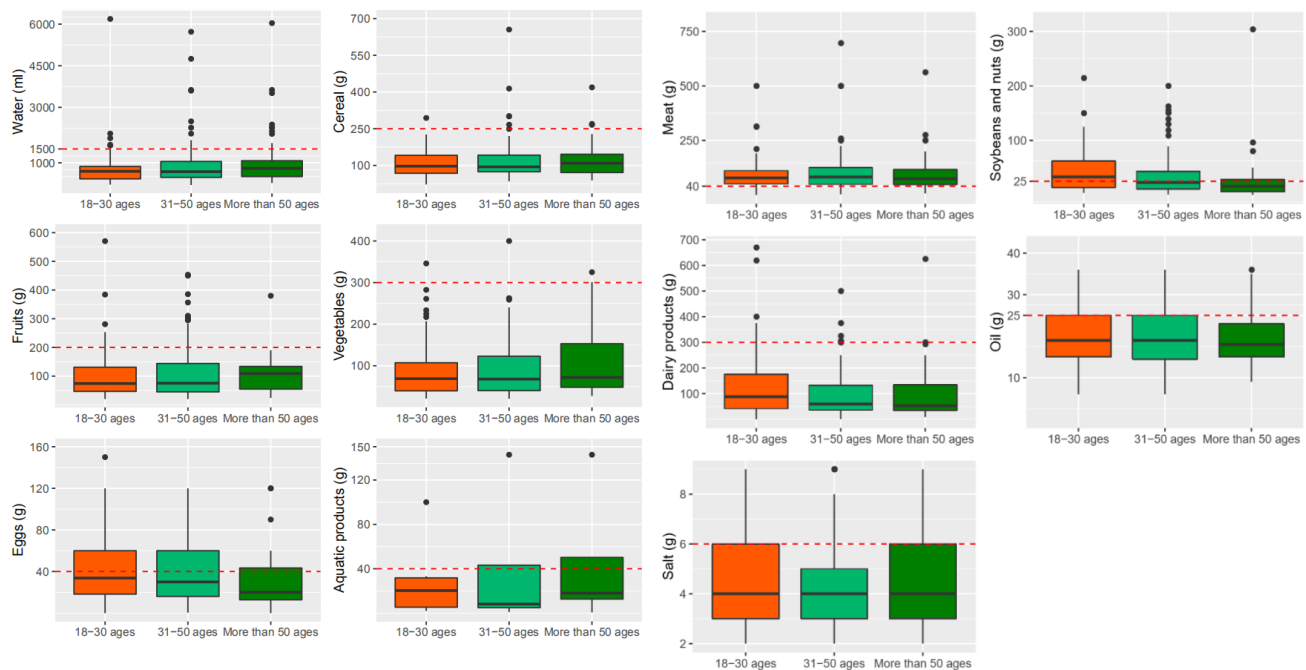 Water (ml)
6000
4500
3000
1500
1000
18−30 ages
31−50 ages
More than 50 ages
Cereal (g)
700
550
400
250
100
18−30 ages
31−50 ages
More than 50 ages
Meat (g)
750
500
250
40
18−30 ages
31−50 ages
More than 50 ages
Soybeans and nuts (g)
300
200
100
25
18−30 ages
31−50 ages
More than 50 ages
Fruits (g)
600
500
400
300
200
100
18−30 ages
31−50 ages
More than 50 ages
Vegetables (g)
400
300
200
100
18−30 ages
31−50 ages
More than 50 ages
Dairy products (g)
700
600
500
400
300
200
100
18−30 ages
31−50 ages
More than 50 ages
Oil (g)
40
30
25
10
18−30 ages
31−50 ages
More than 50 ages
Eggs (g)
160
120
80
40
18−30 ages
31−50 ages
More than 50 ages
Aquatic products (g)
150
120
80
40
18−30 ages
31−50 ages
More than 50 ages
Salt (g)
8
6
4
2
18−30 ages
31−50 ages
More than 50 ages